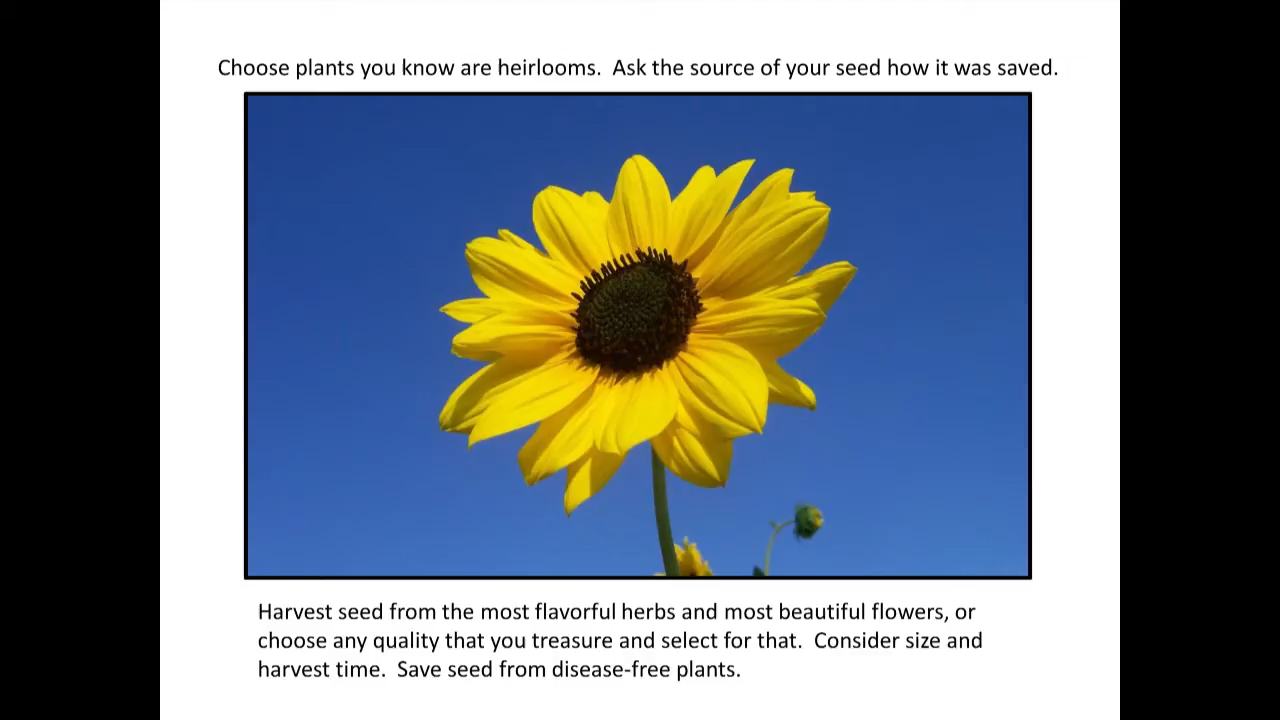 Choose plants you know are heirlooms.  Ask the source of your seed how it was saved.
Harvest seed from the most flavorful herbs and most beautiful flowers, or
choose any quality that you treasure and select for that.  Consider size and
harvest time.  Save seed from disease-free plants.